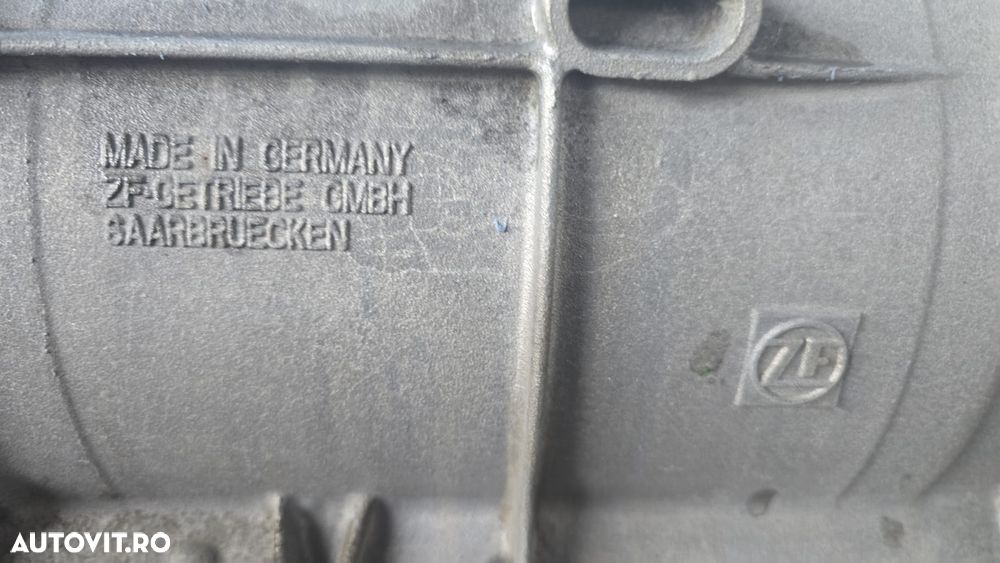 MADE IN GERMANY
ZF-GETRIEBE GMBH
SAARBRUECKEN
ZF
AUTOVIT.RO